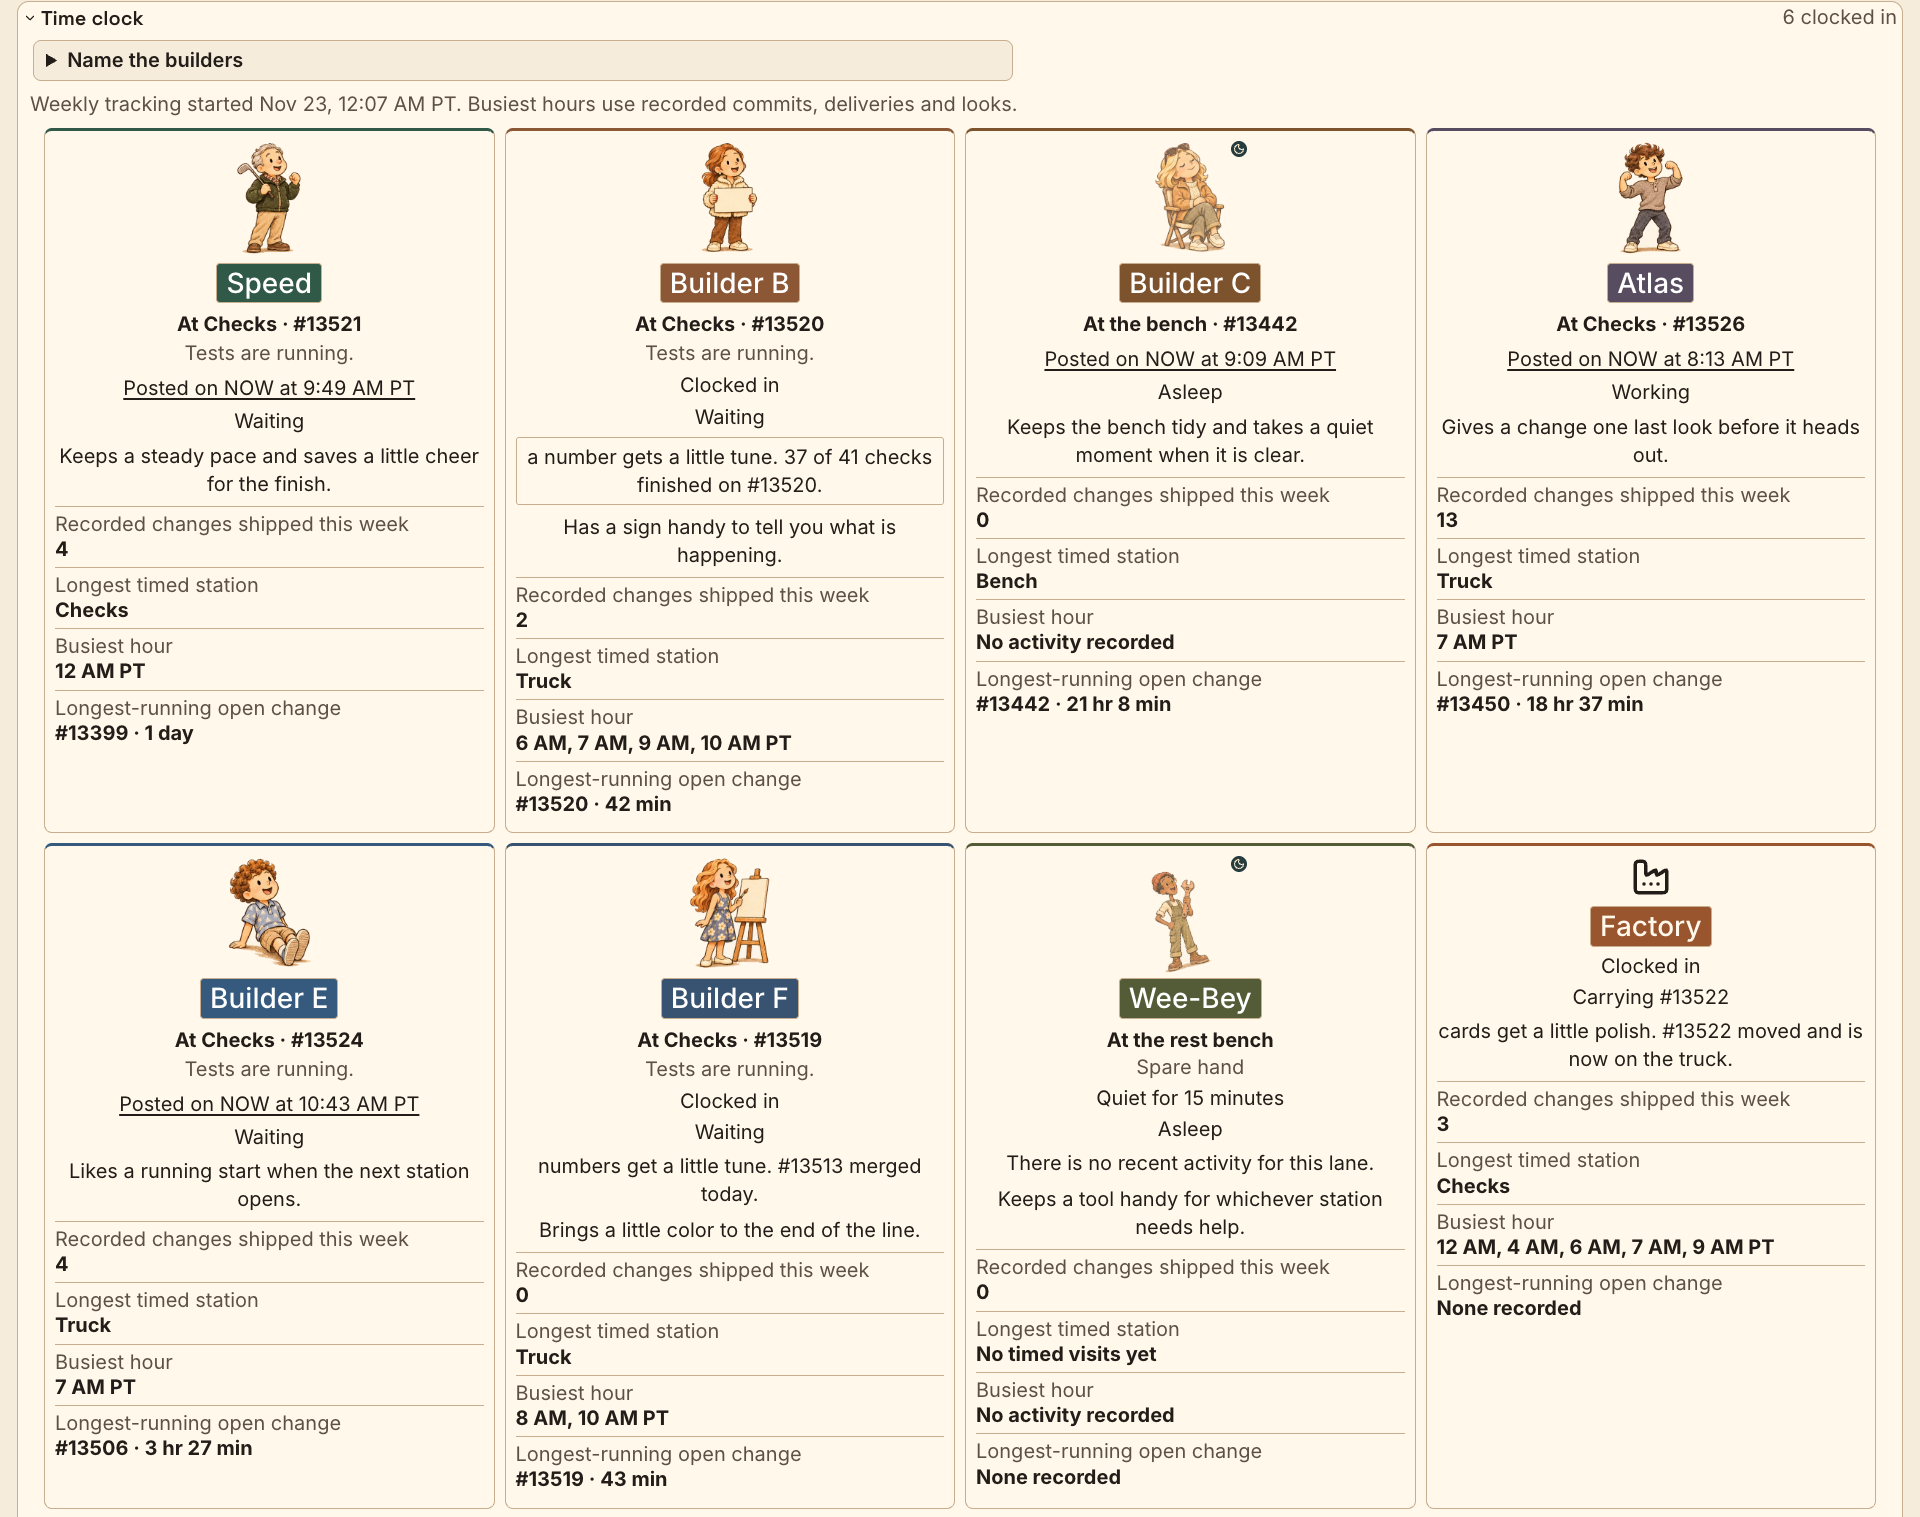 Time clock
6 clocked in
Name the builders
Weekly tracking started Nov 23, 12:07 AM PT. Busiest hours use recorded commits, deliveries and looks.
Speed
At Checks · #13521
Tests are running.
Posted on NOW at 9:49 AM PT
Waiting
Keeps a steady pace and saves a little cheer
for the finish.
Recorded changes shipped this week
4
Longest timed station
Checks
Busiest hour
12 AM PT
Longest-running open change
#13399 · 1 day
Builder B
At Checks · #13520
Tests are running.
Clocked in
Waiting
a number gets a little tune. 37 of 41 checks
finished on #13520.
Has a sign handy to tell you what is
happening.
Recorded changes shipped this week
2
Longest timed station
Truck
Busiest hour
6 AM, 7 AM, 9 AM, 10 AM PT
Longest-running open change
#13520 · 42 min
Builder C
At the bench · #13442
Posted on NOW at 9:09 AM PT
Asleep
Keeps the bench tidy and takes a quiet
moment when it is clear.
Recorded changes shipped this week
0
Longest timed station
Bench
Busiest hour
No activity recorded
Longest-running open change
#13442 · 21 hr 8 min
Atlas
At Checks · #13526
Posted on NOW at 8:13 AM PT
Working
Gives a change one last look before it heads
out.
Recorded changes shipped this week
13
Longest timed station
Truck
Busiest hour
7 AM PT
Longest-running open change
#13450 · 18 hr 37 min
Builder E
At Checks · #13524
Tests are running.
Posted on NOW at 10:43 AM PT
Waiting
Likes a running start when the next station
opens.
Recorded changes shipped this week
4
Longest timed station
Truck
Busiest hour
7 AM PT
Longest-running open change
#13506 · 3 hr 27 min
Builder F
At Checks · #13519
Tests are running.
Clocked in
Waiting
numbers get a little tune. #13513 merged
today.
Brings a little color to the end of the line.
Recorded changes shipped this week
0
Longest timed station
Truck
Busiest hour
8 AM, 10 AM PT
Longest-running open change
#13519 · 43 min
Wee-Bey
At the rest bench
Spare hand
Quiet for 15 minutes
Asleep
There is no recent activity for this lane.
Keeps a tool handy for whichever station
needs help.
Recorded changes shipped this week
0
Longest timed station
No timed visits yet
Busiest hour
No activity recorded
Longest-running open change
None recorded
Factory
Clocked in
Carrying #13522
cards get a little polish. #13522 moved and is
now on the truck.
Recorded changes shipped this week
3
Longest timed station
Checks
Busiest hour
12 AM, 4 AM, 6 AM, 7 AM, 9 AM PT
Longest-running open change
None recorded